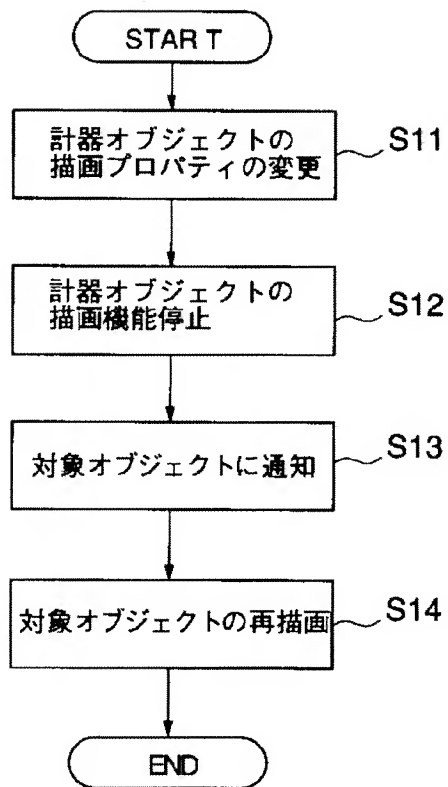 START
計器オブジェクトの
描画プロパティの変更
S11
計器オブジェクトの
描画機能停止
S12
対象オブジェクトに通知
S13
対象オブジェクトの再描画
S14
END